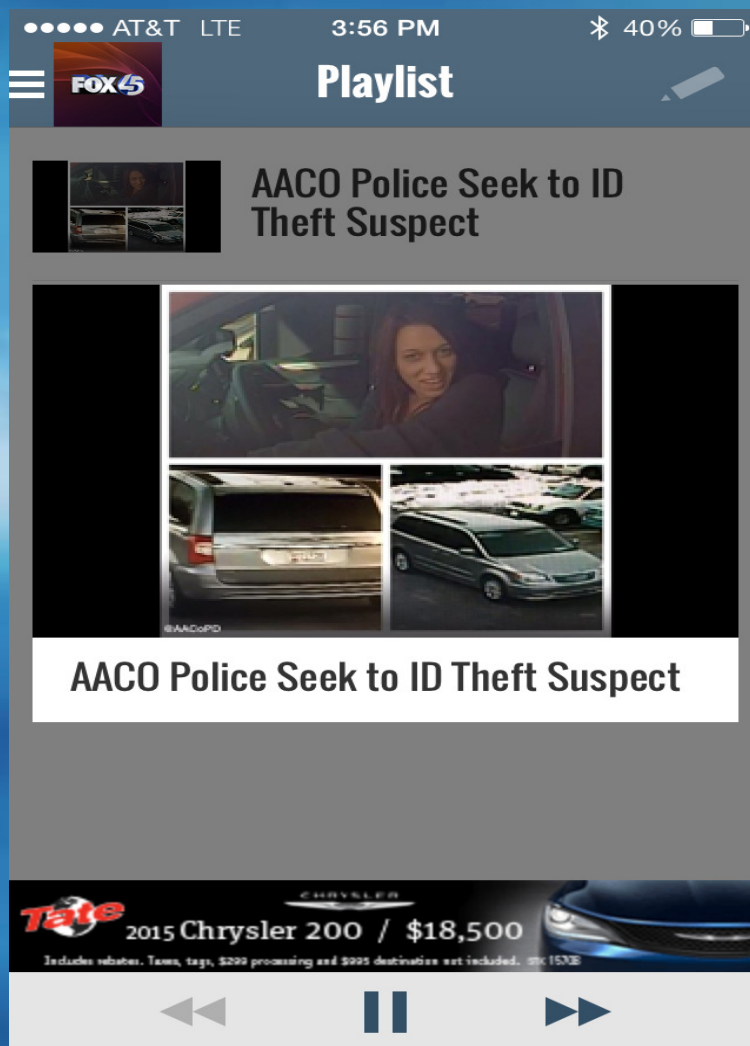 AT&T LTE 3:56 PM 40%
FOX45 Playlist
AACO Police Seek to ID
Theft Suspect
@AACoPD
AACO Police Seek to ID Theft Suspect
CHRYSLER
Tate
2015 Chrysler 200 / $18,500
Includes rebates. Taxes, tags, $299 processing and $995 destination not included. STK 1570B